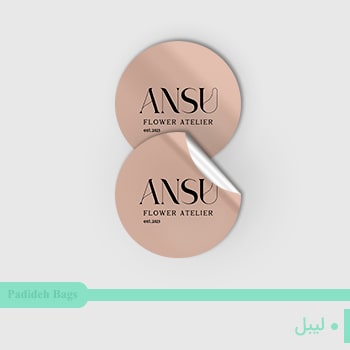 ANSU
FLOWER ATELIER
est. 2021
ANSU
FLOWER ATELIER
est. 2021
Padideh Bags
لیبل